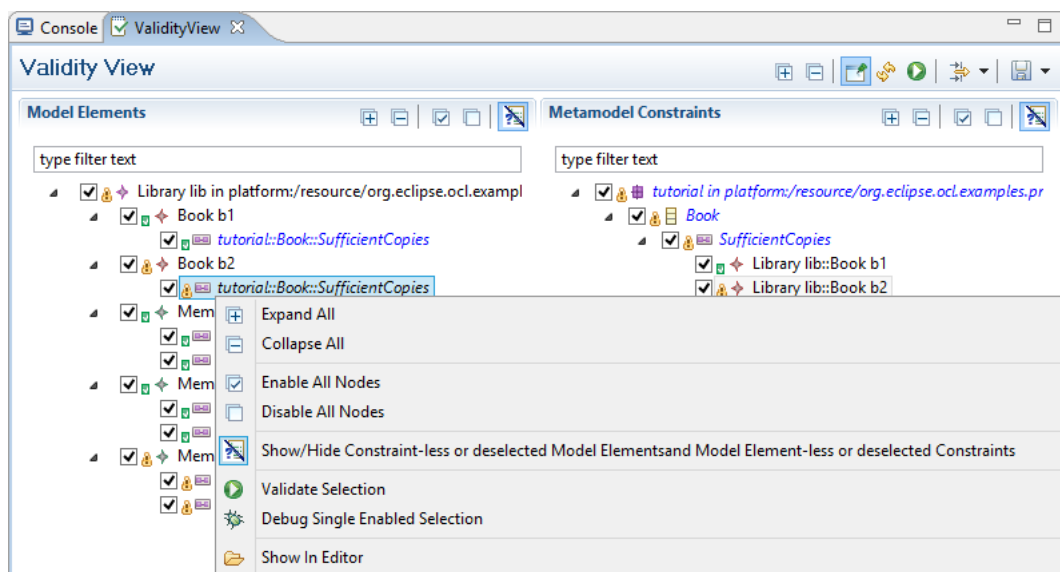 Console ValidityView
Validity View
Model Elements
Metamodel Constraints
type filter text
type filter text
Library lib in platform:/resource/org.eclipse.ocl.exampl
Book b1
tutorial::Book::SufficientCopies
Book b2
tutorial::Book::SufficientCopies
Mem
Mem
Mem
tutorial in platform:/resource/org.eclipse.ocl.examples.pr
Book
SufficientCopies
Library lib::Book b1
Library lib::Book b2
Expand All
Collapse All
Enable All Nodes
Disable All Nodes
Show/Hide Constraint-less or deselected Model Elementsand Model Element-less or deselected Constraints
Validate Selection
Debug Single Enabled Selection
Show In Editor